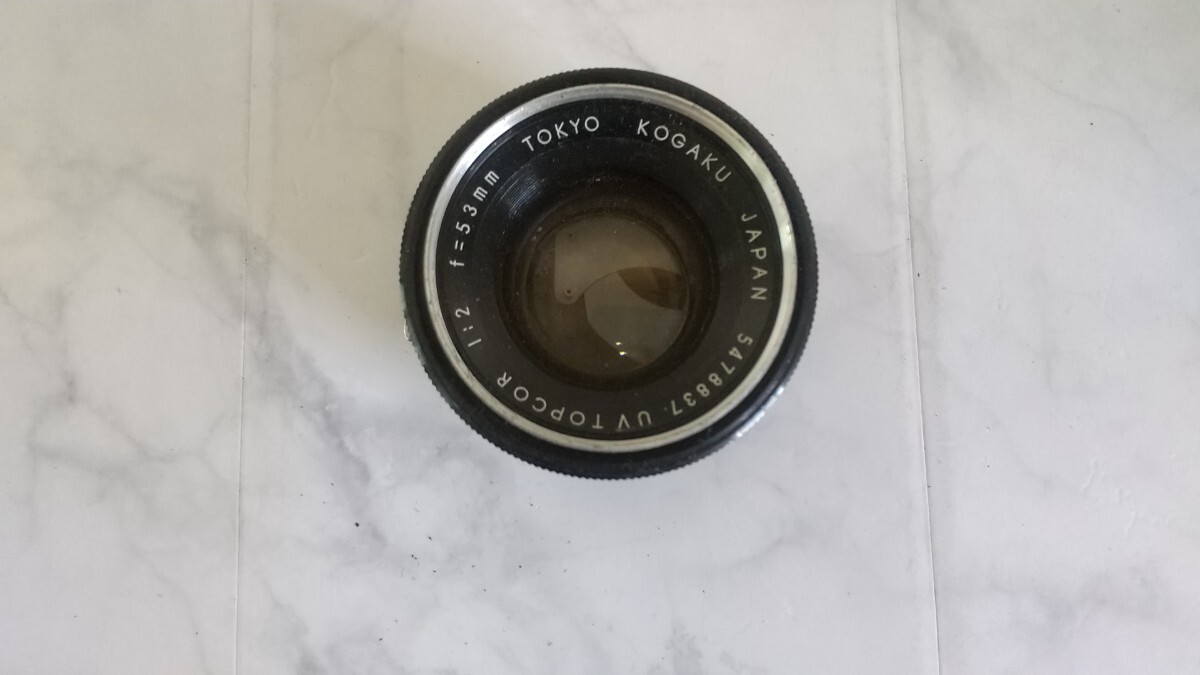 UV TOPCOR 1:2 f=53mm TOKYO KOGAKU JAPAN 5478837